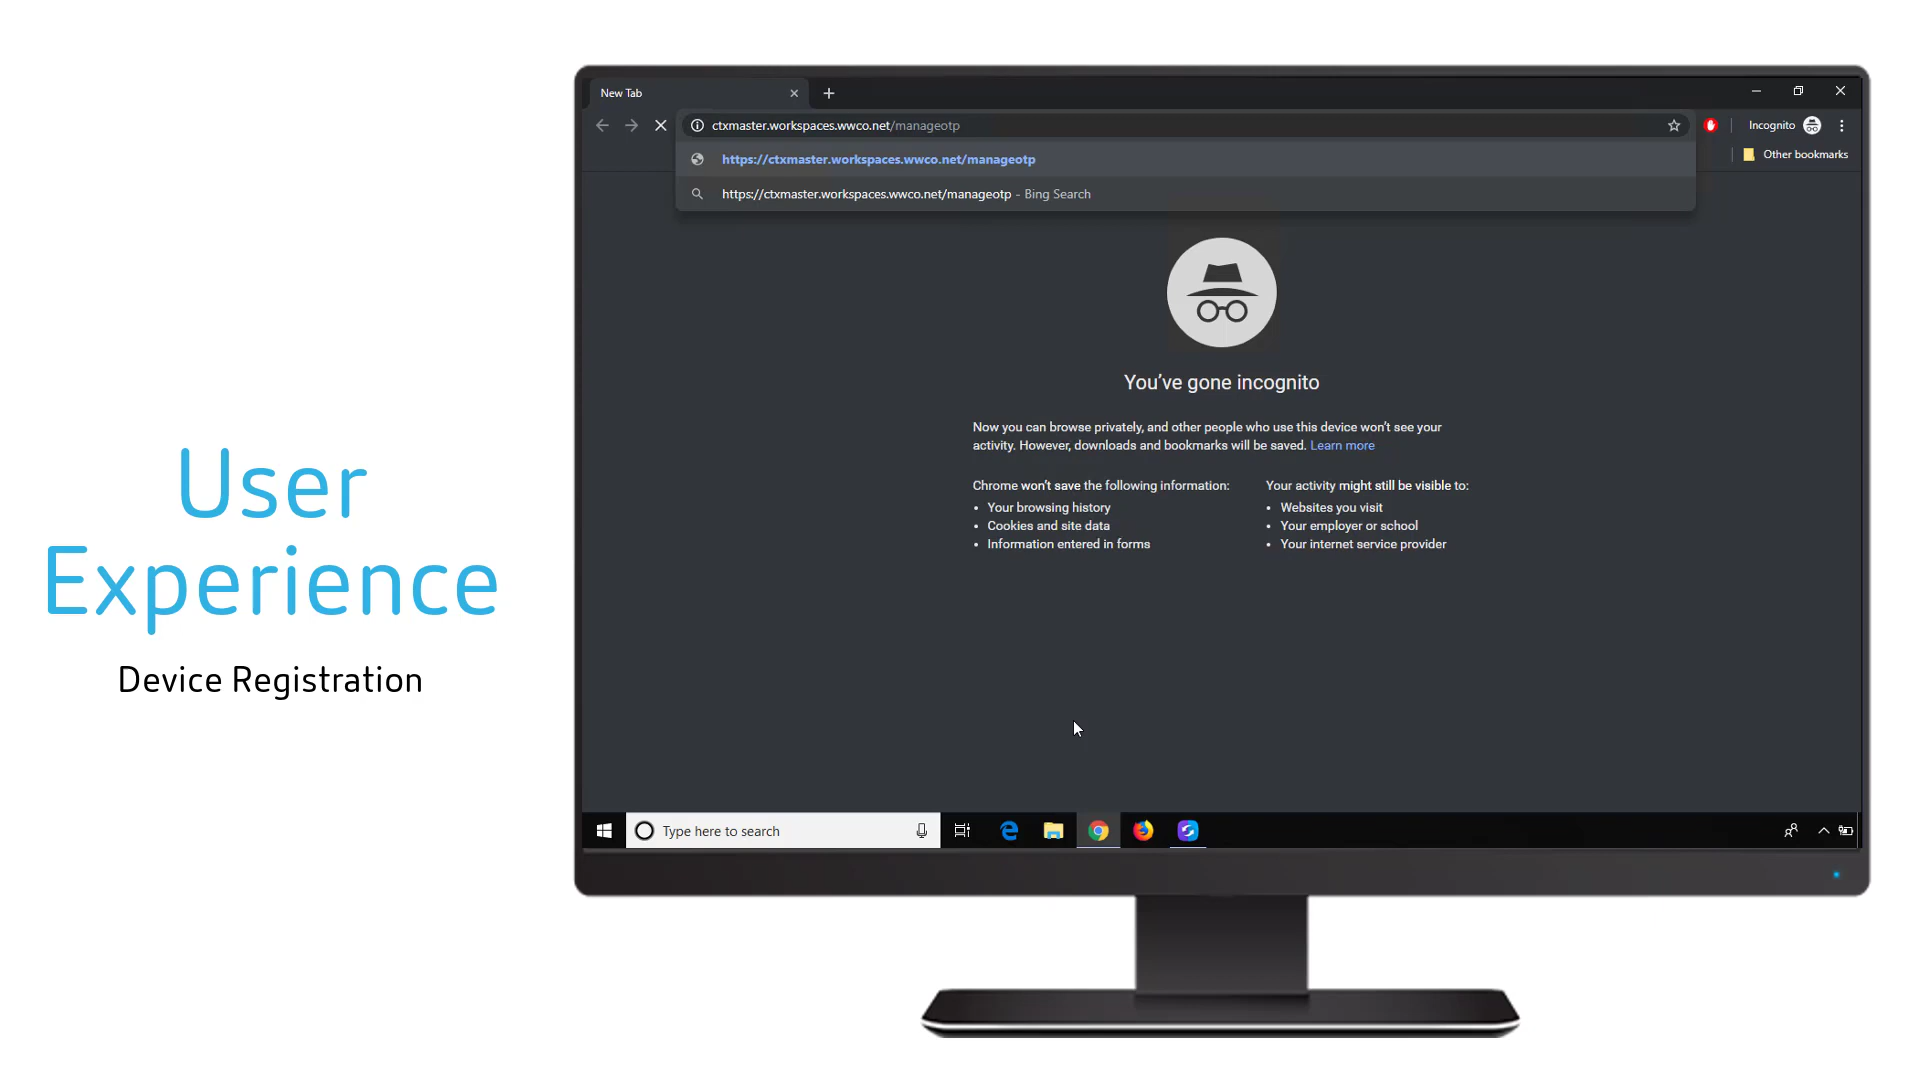 User
Experience
Device Registration
New Tab
ctxmaster.workspaces.wwco.net/manageotp
Incognito
https://ctxmaster.workspaces.wwco.net/manageotp
Other bookmarks
https://ctxmaster.workspaces.wwco.net/manageotp - Bing Search
You've gone incognito
Now you can browse privately, and other people who use this device won't see your
activity. However, downloads and bookmarks will be saved. Learn more
Chrome won't save the following information:
• Your browsing history
• Cookies and site data
• Information entered in forms
Your activity might still be visible to:
• Websites you visit
• Your employer or school
• Your internet service provider
Type here to search